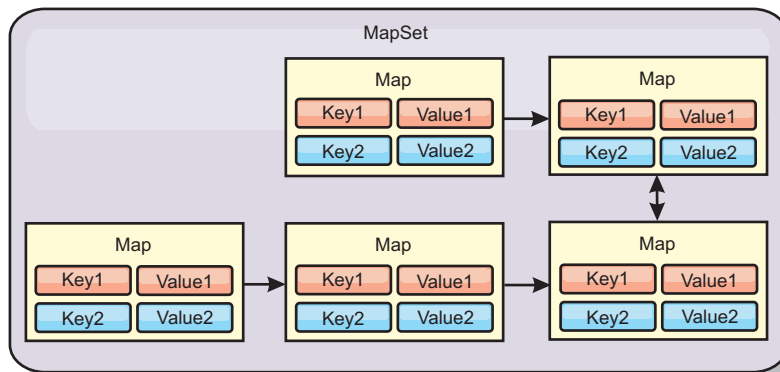 MapSet
Map Map
Key1 Value1 Key1 Value1
Key2 Value2 Key2 Value2
Map Map Map
Key1 Value1 Key1 Value1 Key1 Value1
Key2 Value2 Key2 Value2 Key2 Value2